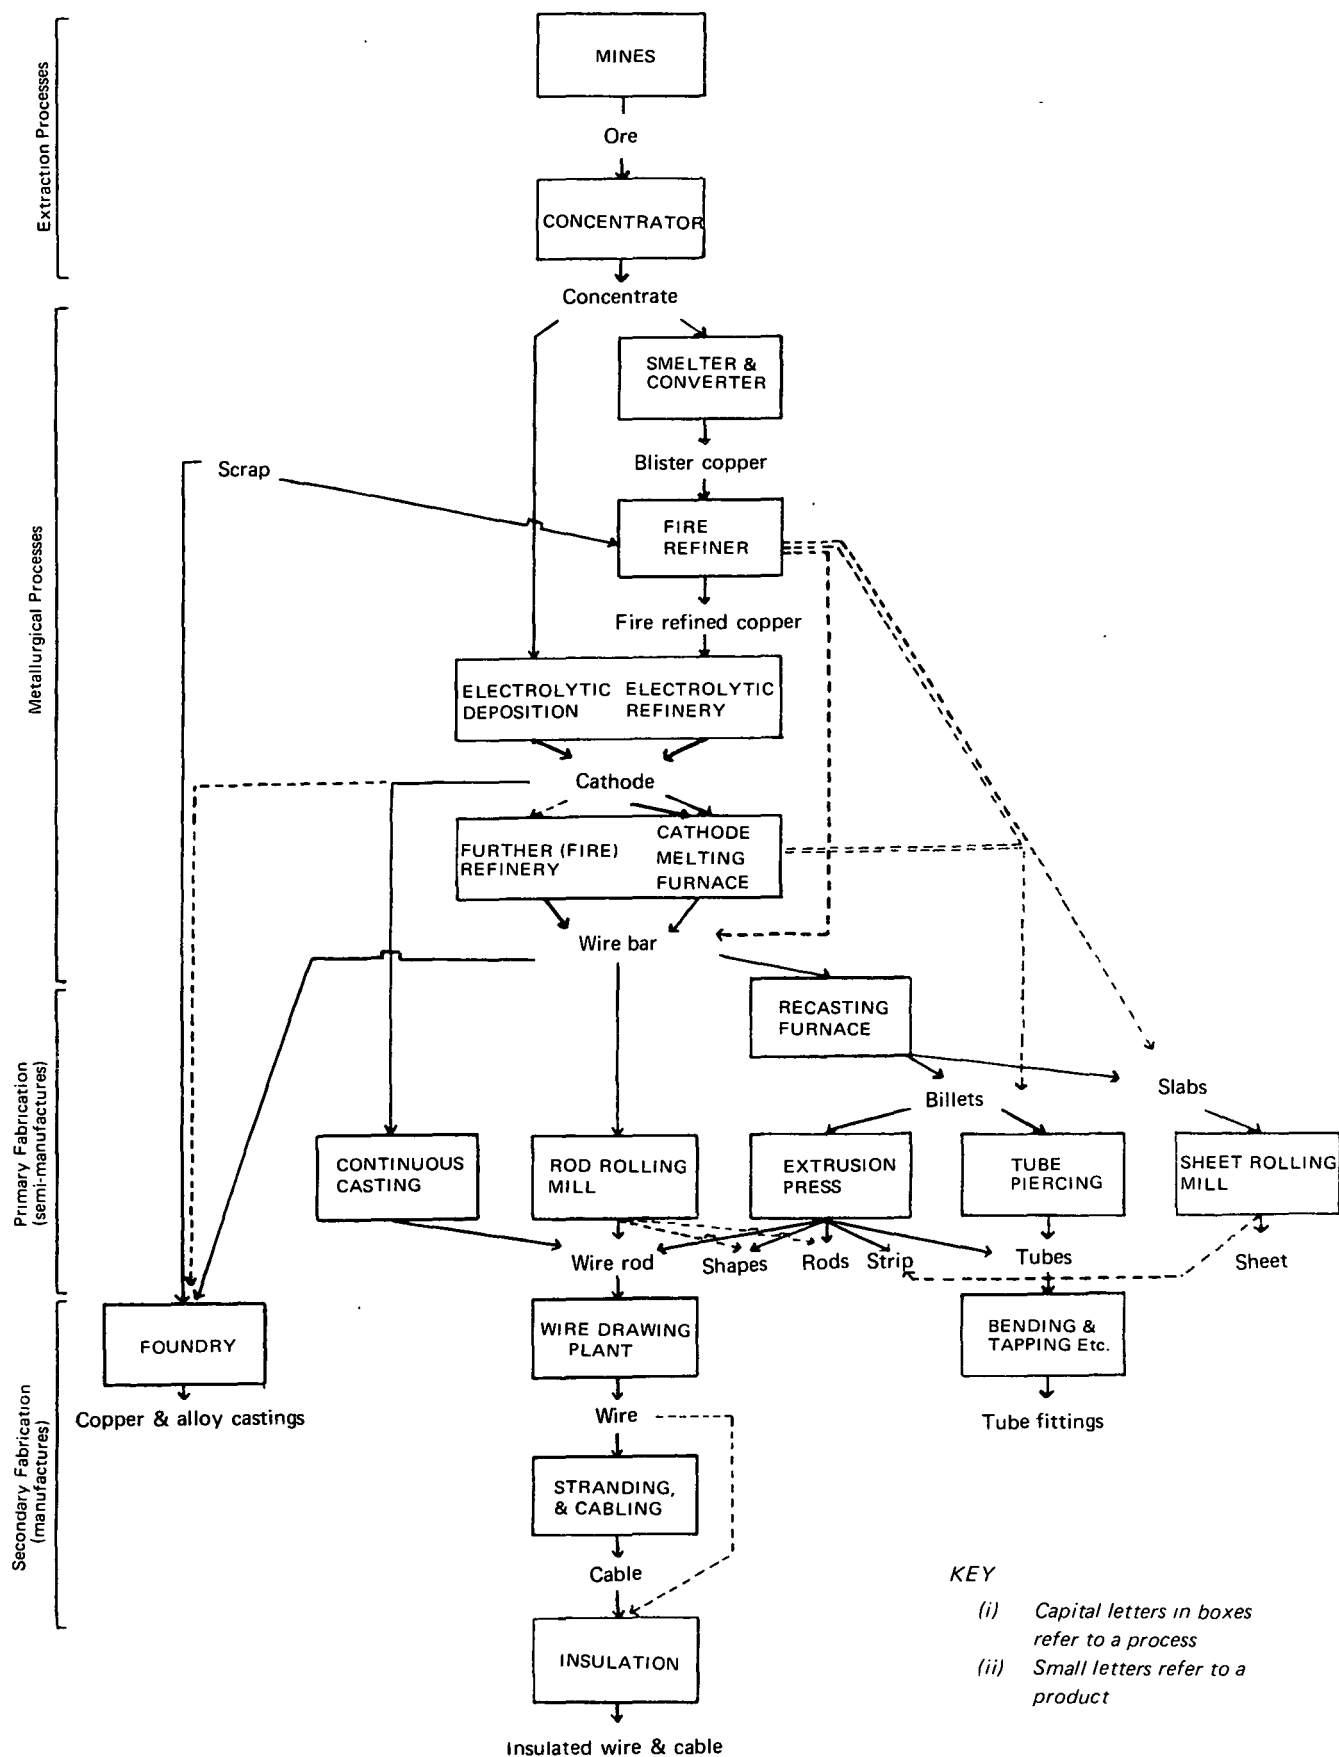 MINES
Ore
CONCENTRATOR
Concentrate
Extraction Processes
SMELTER &
CONVERTER
Blister copper
Scrap
FIRE
REFINER
Fire refined copper
ELECTROLYTIC
DEPOSITION
ELECTROLYTIC
REFINERY
Cathode
FURTHER (FIRE)
REFINERY
CATHODE
MELTING
FURNACE
Wire bar
Metallurgical Processes
RECASTING
FURNACE
Billets
Slabs
CONTINUOUS
CASTING
ROD ROLLING
MILL
EXTRUSION
PRESS
TUBE
PIERCING
SHEET ROLLING
MILL
Wire rod
Shapes
Rods
Strip
Tubes
Sheet
Primary Fabrication
(semi-manufactures)
FOUNDRY
Copper & alloy castings
WIRE DRAWING
PLANT
BENDING &
TAPPING Etc.
Wire
Tube fittings
STRANDING,
& CABLING
Cable
Secondary Fabrication
(manufactures)
INSULATION
Insulated wire & cable
KEY
(i) Capital letters in boxes
refer to a process
(ii) Small letters refer to a
product